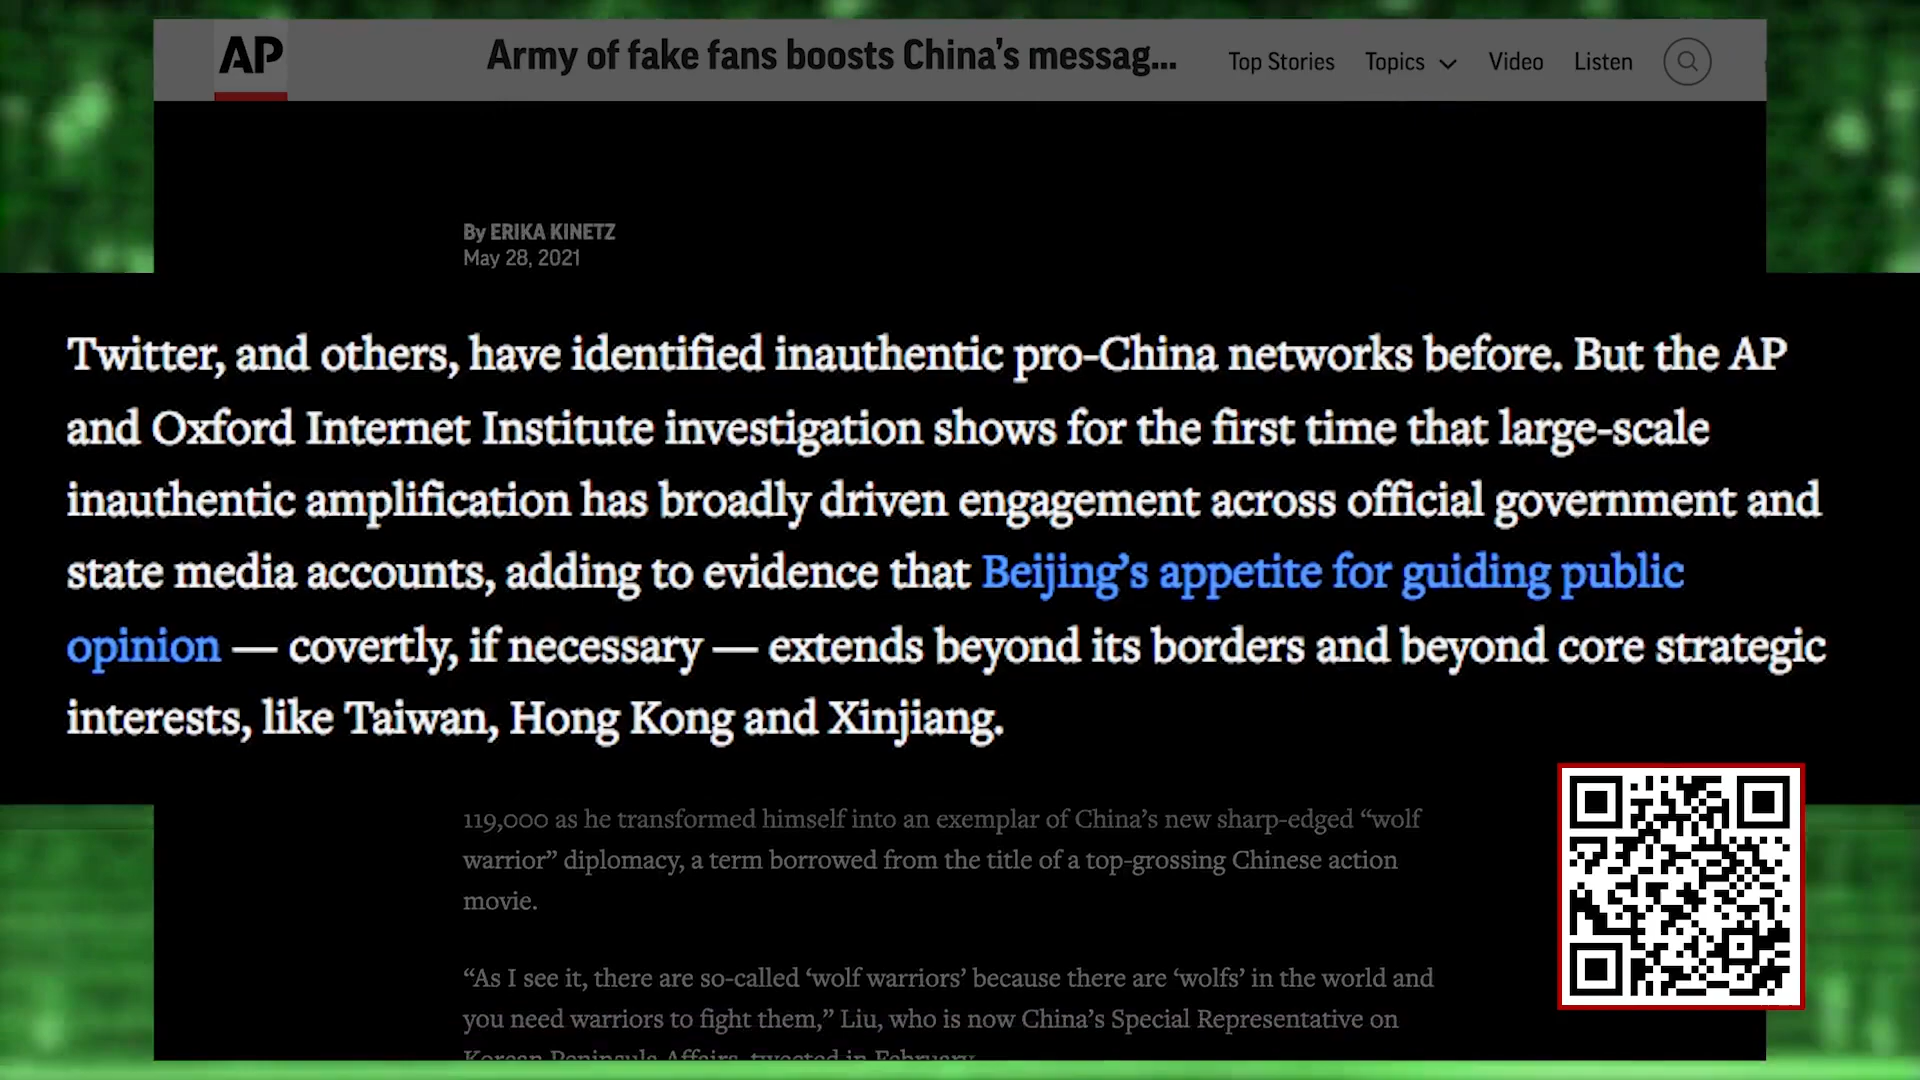 AP
Army of fake fans boosts China's messag...
Top Stories
Topics
Video
Listen
By ERIKA KINETZ
May 28, 2021
Twitter, and others, have identified inauthentic pro-China networks before. But the AP
and Oxford Internet Institute investigation shows for the first time that large-scale
inauthentic amplification has broadly driven engagement across official government and
state media accounts, adding to evidence that Beijing’s appetite for guiding public
opinion — covertly, if necessary — extends beyond its borders and beyond core strategic
interests, like Taiwan, Hong Kong and Xinjiang.
119,000 as he transformed himself into an exemplar of China’s new sharp-edged “wolf
warrior” diplomacy, a term borrowed from the title of a top-grossing Chinese action
movie.
“As I see it, there are so-called ‘wolf warriors’ because there are ‘wolfs’ in the world and
you need warriors to fight them,” Liu, who is now China’s Special Representative on
Korean Peninsula Affairs, tweeted in February.